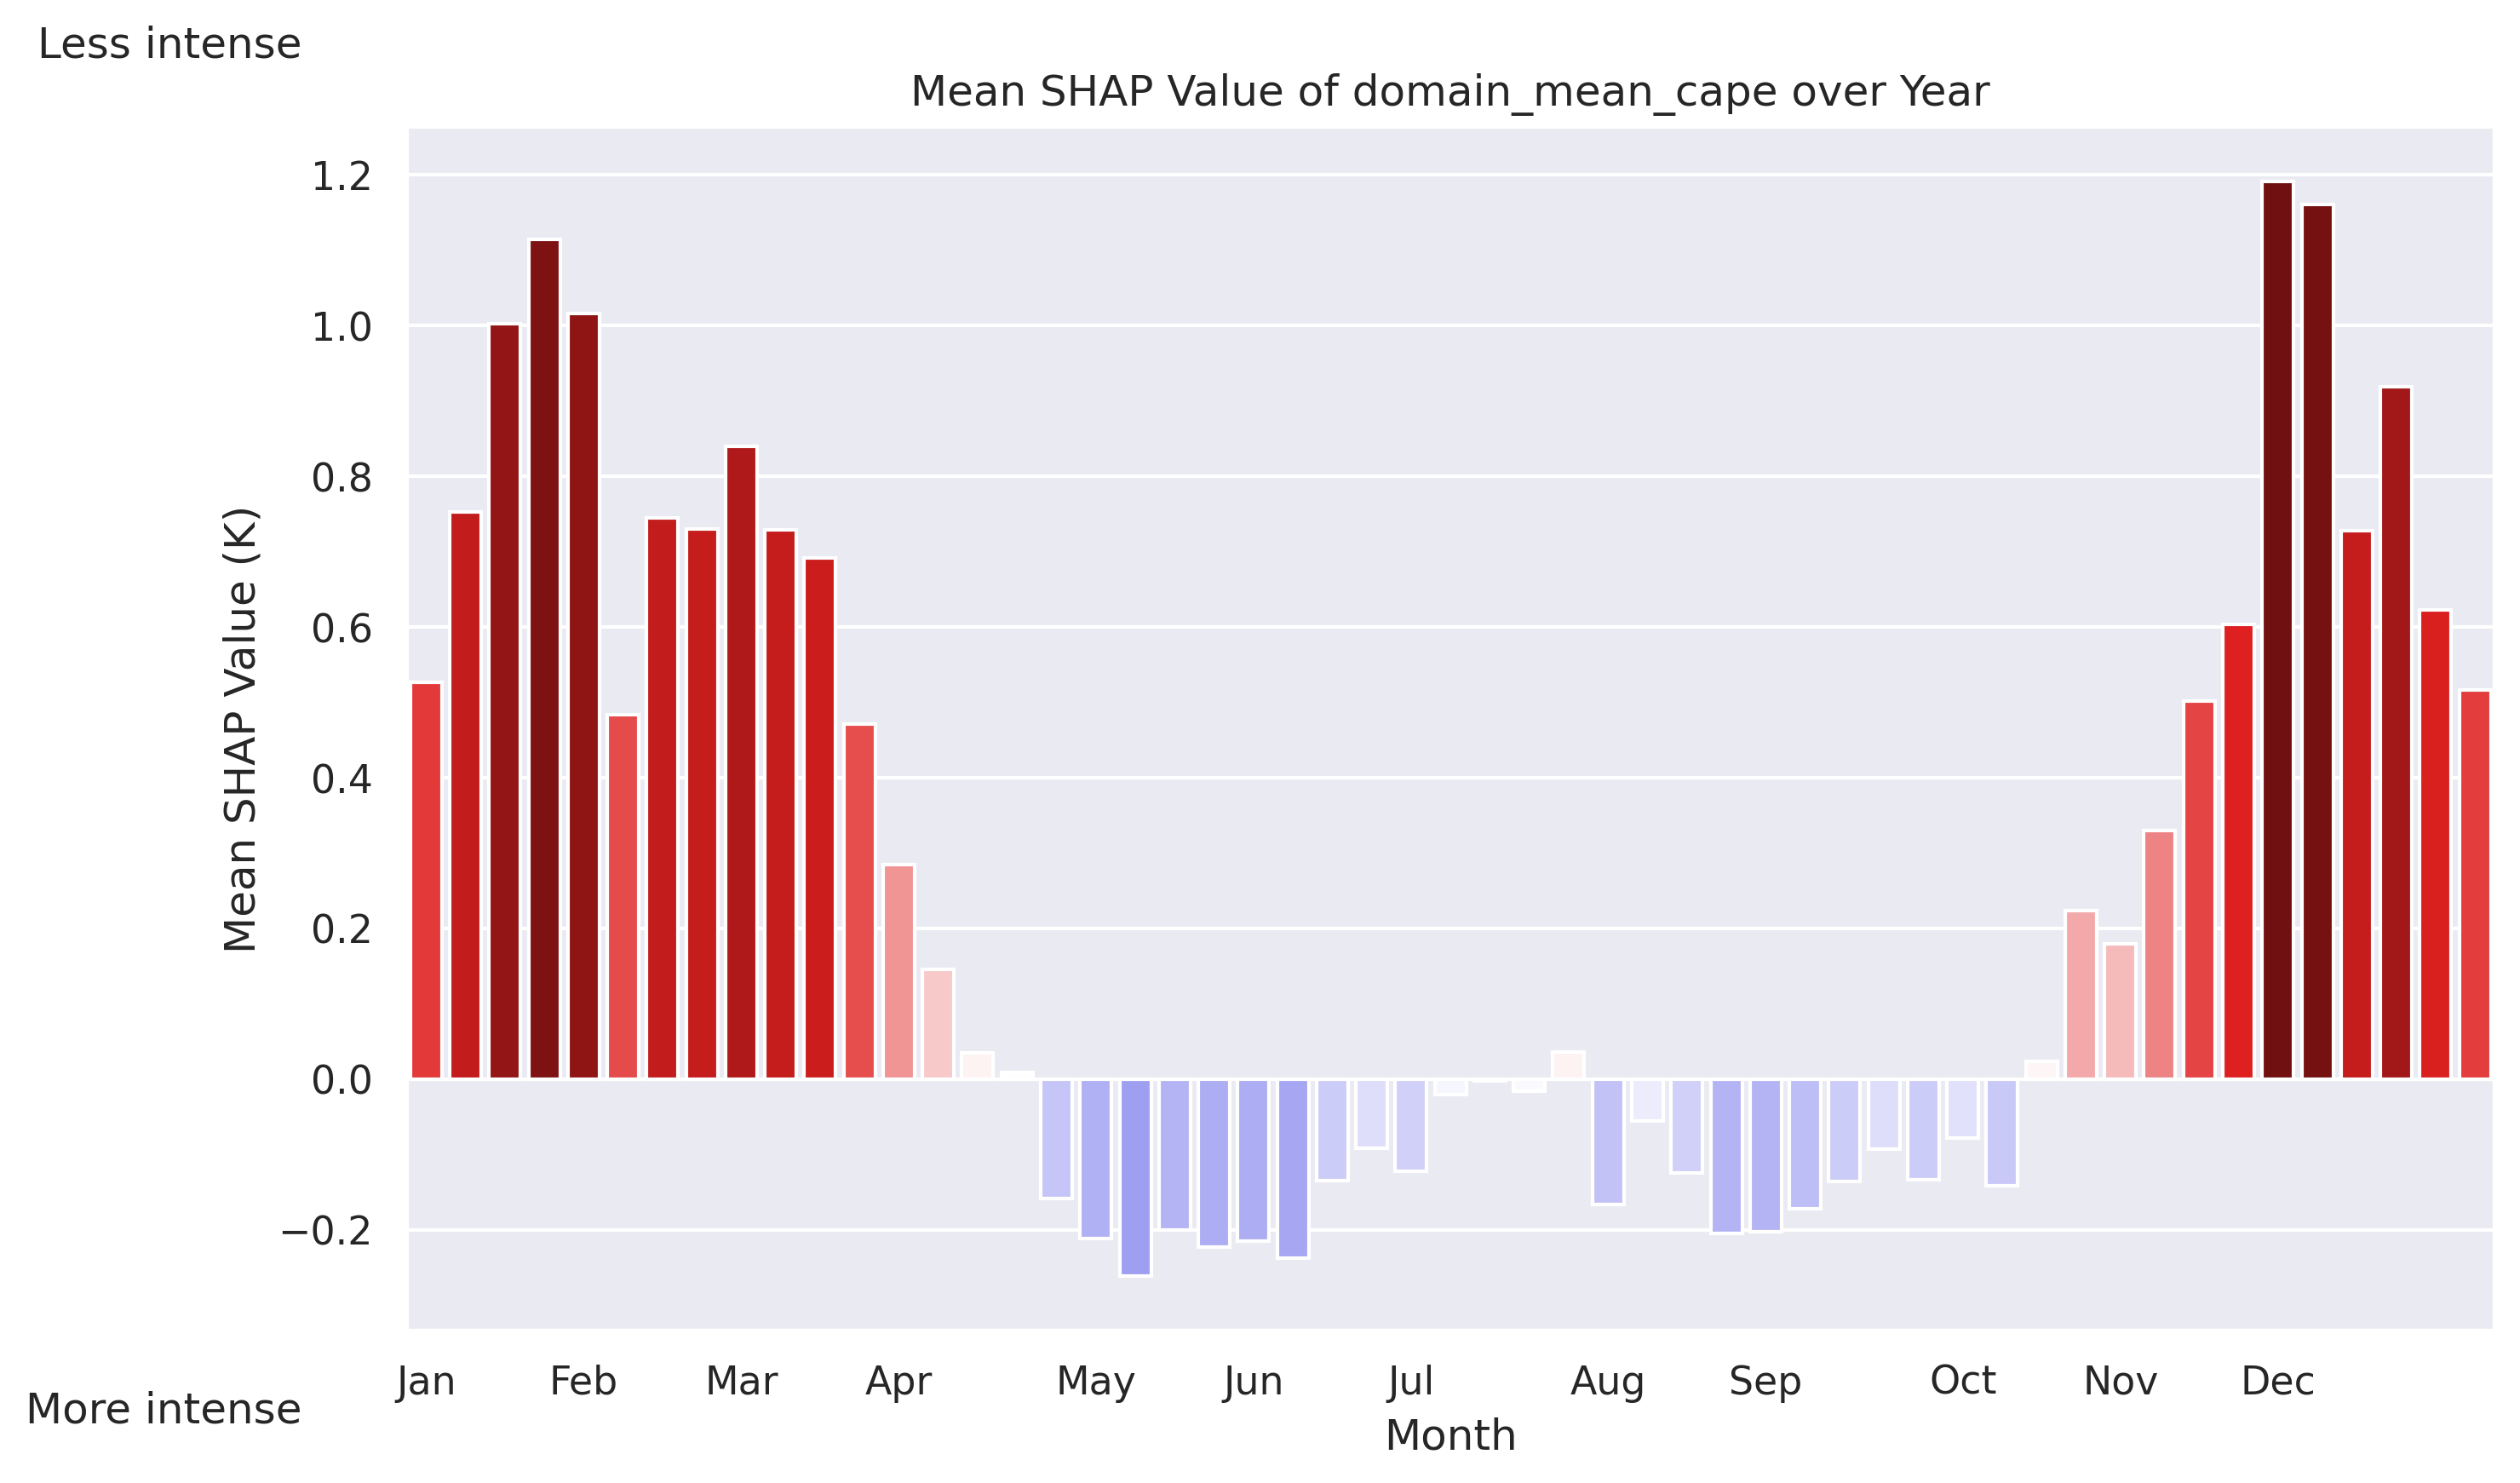 Less intense
Mean SHAP Value of domain_mean_cape over Year
1.2
1.0
0.8
0.6
0.4
0.2
0.0
−0.2
Mean SHAP Value (K)
Jan Feb Mar Apr May Jun Jul Aug Sep Oct Nov Dec
More intense
Month